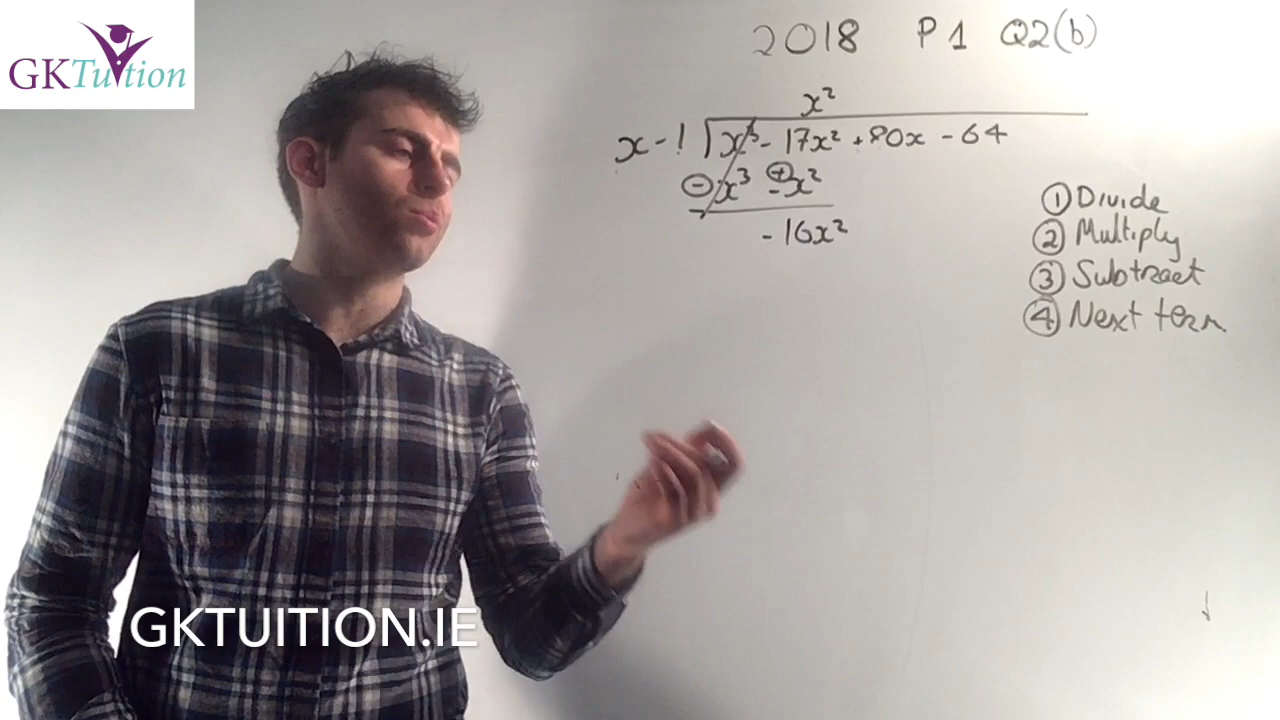 GKTuition
2018 P1 Q2(b)
x²
x - 1 x³ - 17x² + 80x - 64
- x³ + - x²
- 16x²
① Divide
② Multiply
③ Subtract
④ Next term
GKTUITION.IE